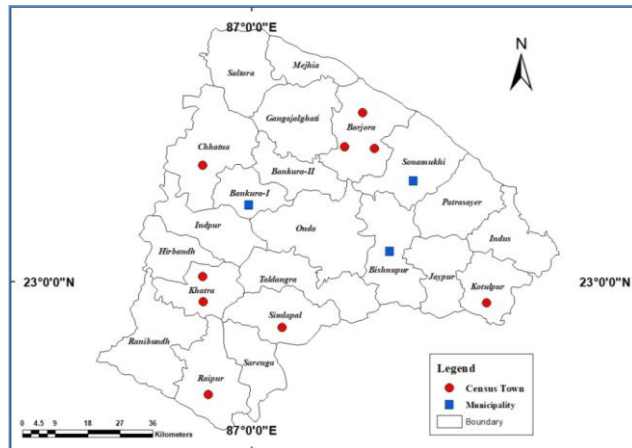 87°0'0"E
N
Mejhia
Saltora
Gangajalghati
Barjora
Chhatna
Sonamukhi
Bankura-II
Bankura-I
Patrasayer
Indpur
Onda
Indus
Hirbandh
Bishnupur
23°0'0"N
Taldangra
Jaypur
23°0'0"N
Khatra
Kotulpur
Simlapal
Ranibundh
Sarenga
Raipur
Legend
Census Town
Municipality
Boundary
0 4.5 9 18 27 36
Kilometers
87°0'0"E